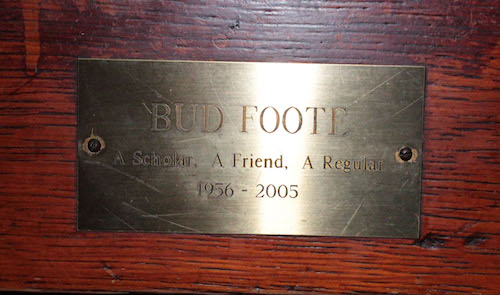 BUD FOOTE
A Scholar, A Friend, A Regular
1956 - 2005